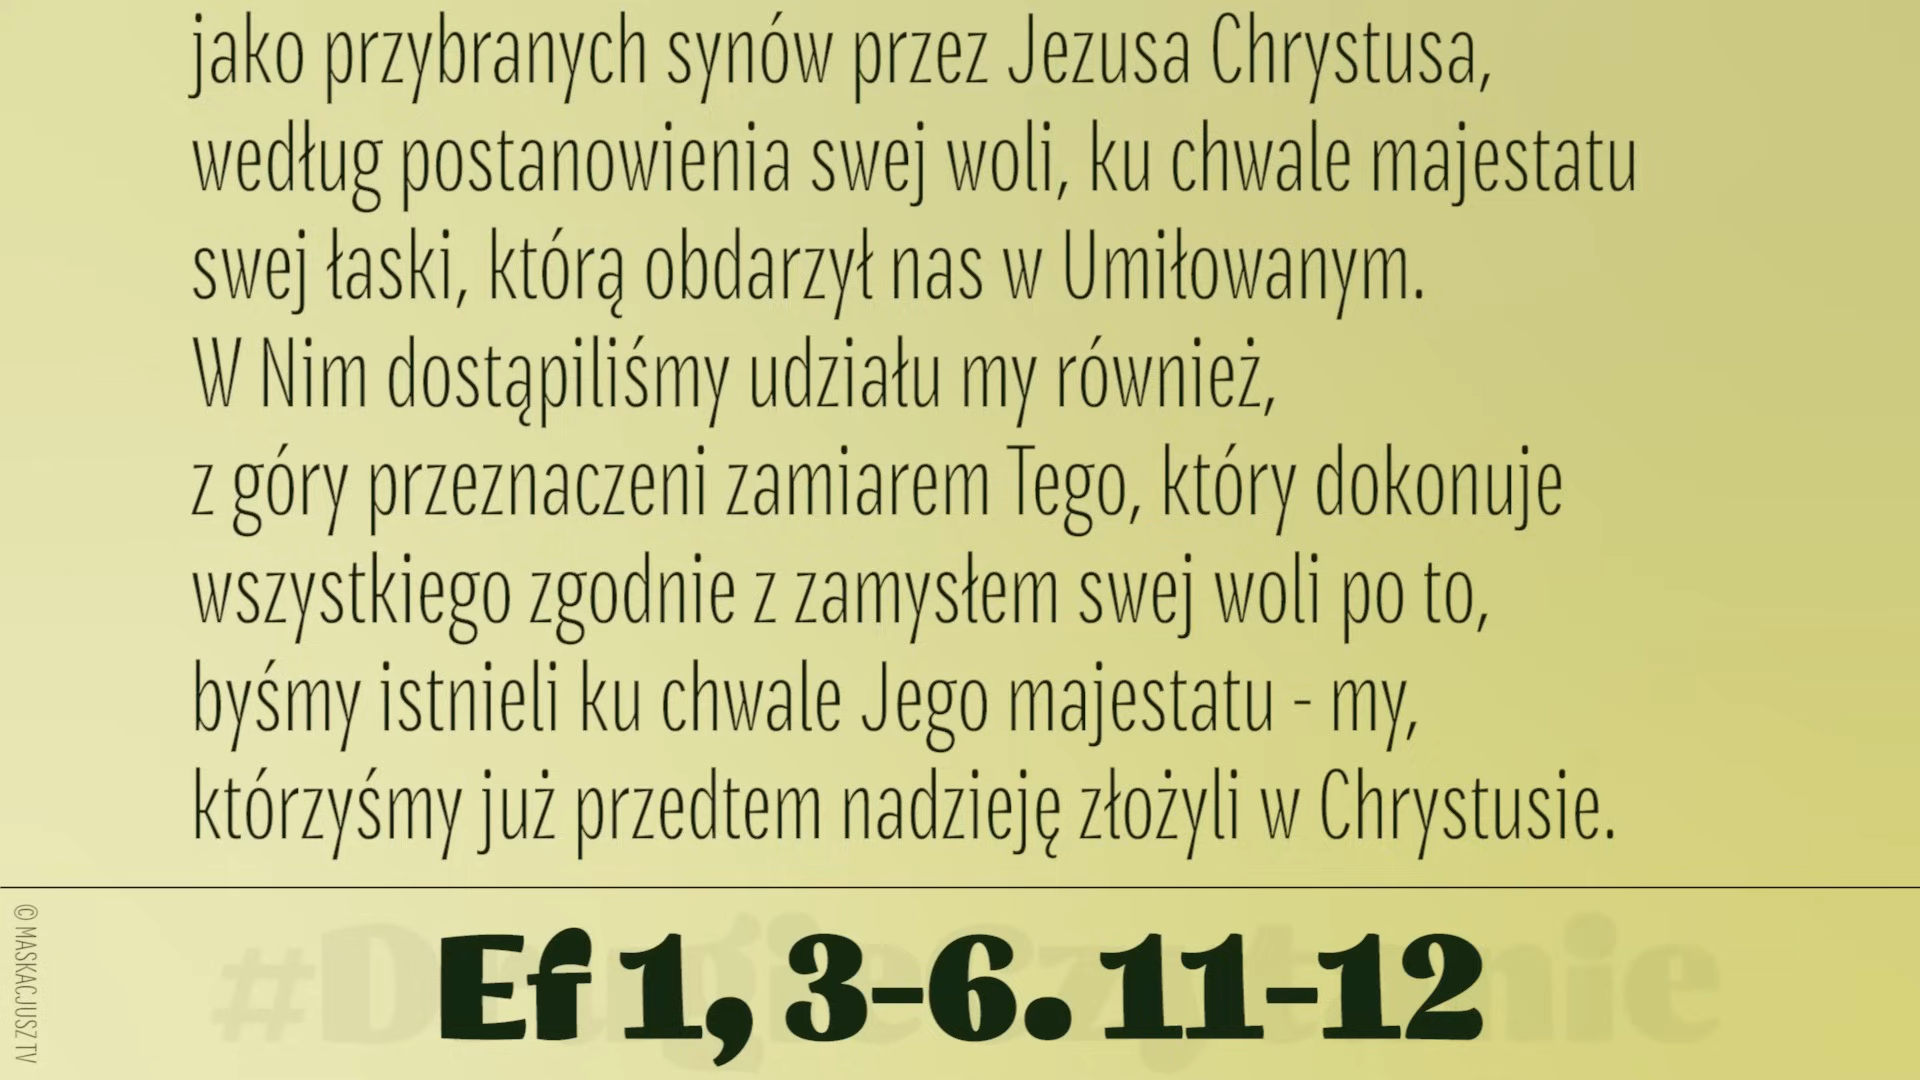 jako przybranych synów przez Jezusa Chrystusa,
według postanowienia swej woli, ku chwale majestatu
swej łaski, którą obdarzył nas w Umiłowanym.
W Nim dostąpiliśmy udziału my również,
z góry przeznaczeni zamiarem Tego, który dokonuje
wszystkiego zgodnie z zamysłem swej woli po to,
byśmy istnieli ku chwale Jego majestatu - my,
którzyśmy już przedtem nadzieję złożyli w Chrystusie.
#DrugieCzytanie
Ef 1, 3-6. 11-12
© MASKACJUSZ TV